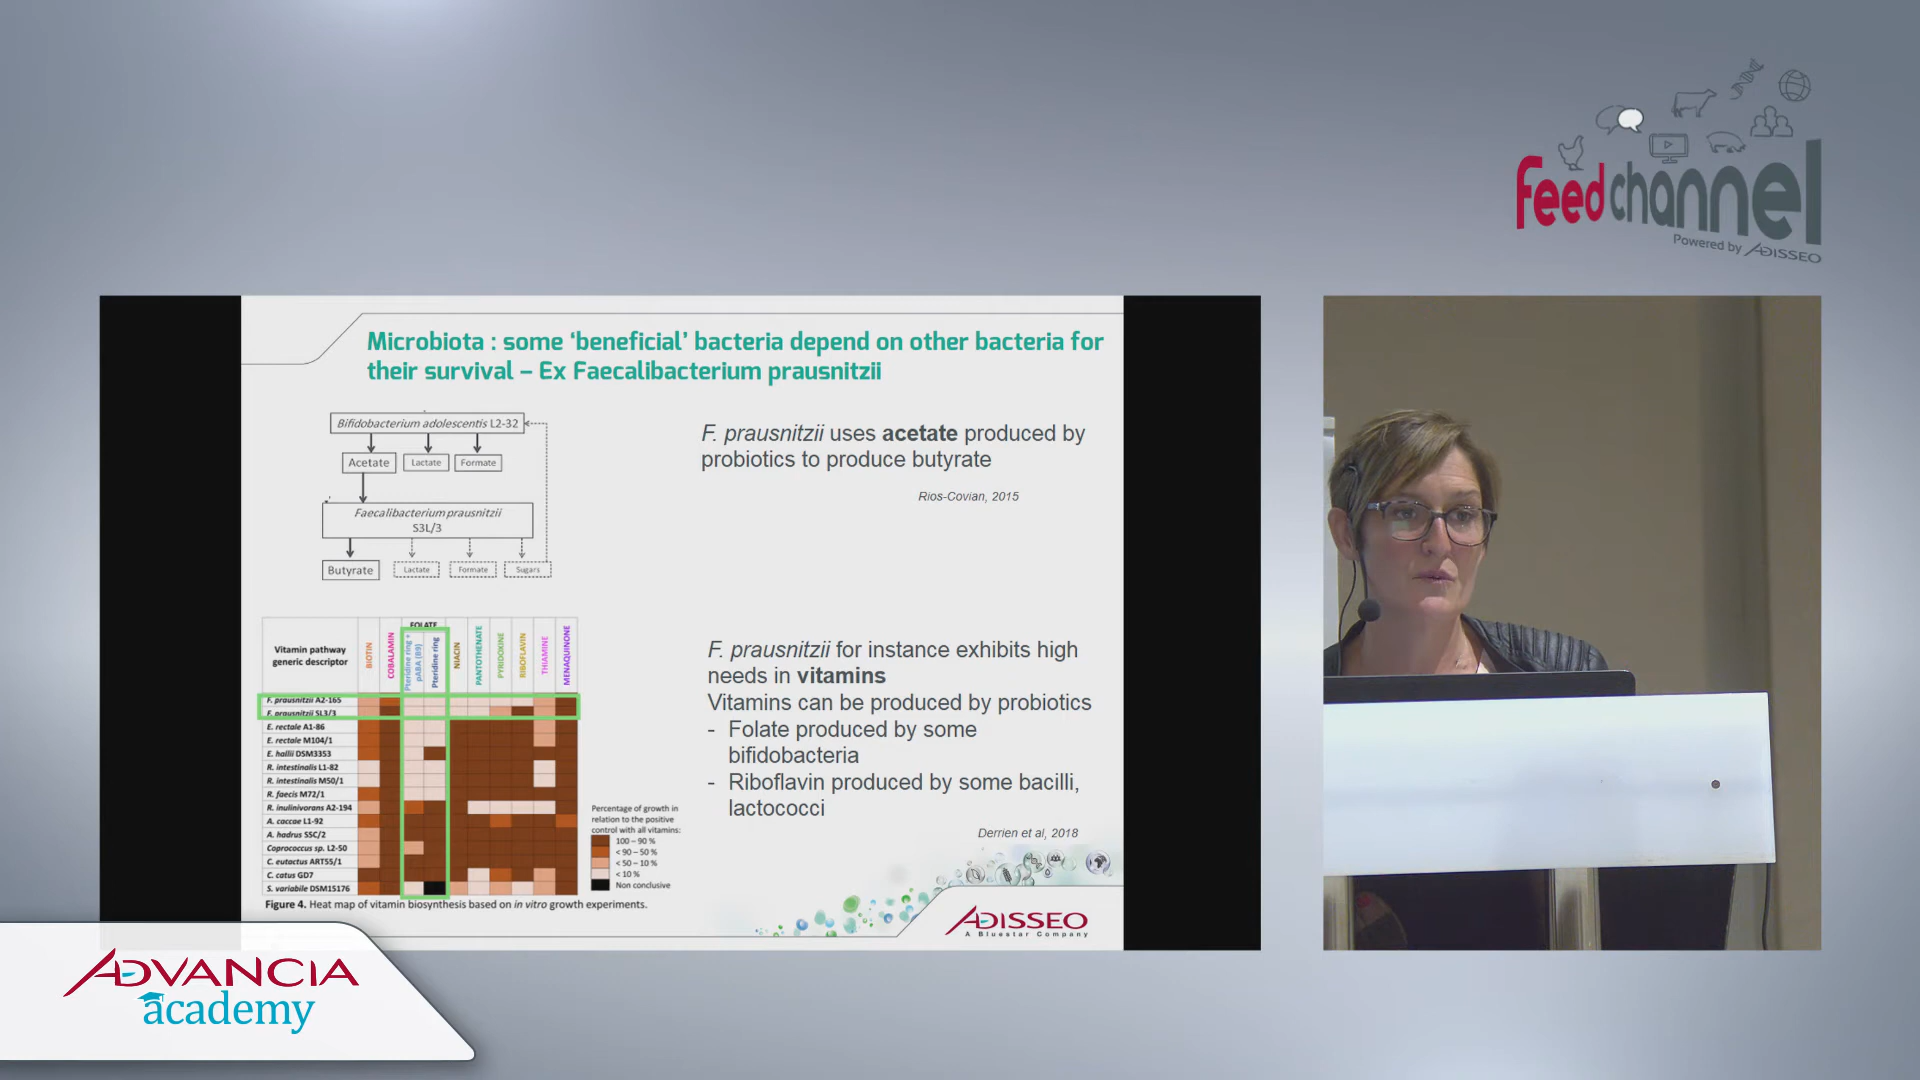 feedchannel
Powered by ADISSEO
Microbiota : some ‘beneficial’ bacteria depend on other bacteria for
their survival – Ex Faecalibacterium prausnitzii
Bifidobacterium adolescentis L2-32
Acetate
Lactate
Formate
Faecalibacterium prausnitzii
S3L/3
Butyrate
Lactate
Formate
Sugars
F. prausnitzii uses acetate produced by
probiotics to produce butyrate
Rios-Covian, 2015
Vitamin pathway
generic descriptor
BIOTIN
COBALAMIN
FOLATE
Pteridine ring +
pABA (B9)
Pteridine ring
NIACIN
PANTOTHENATE
PYRIDOXINE
RIBOFLAVIN
THIAMINE
MENAQUINONE
F. prausnitzii A2-165
F. prausnitzii SL3/3
E. rectale A1-86
E. rectale M104/1
E. hallii DSM3353
R. intestinalis L1-82
R. intestinalis M50/1
R. faecis M72/1
R. inulinivorans A2-194
A. caccae L1-92
A. hadrus SSC/2
Coprococcus sp. L2-50
C. eutactus ART55/1
C. catus GD7
S. variabile DSM15176
Percentage of growth in
relation to the positive
control with all vitamins:
100 – 90 %
< 90 – 50 %
< 50 – 10 %
< 10 %
Non conclusive
Figure 4. Heat map of vitamin biosynthesis based on in vitro growth experiments.
F. prausnitzii for instance exhibits high
needs in vitamins
Vitamins can be produced by probiotics
- Folate produced by some
bifidobacteria
- Riboflavin produced by some bacilli,
lactococci
Derrien et al, 2018
ADISSEO
A Bluestar Company
ADVANCIA
academy